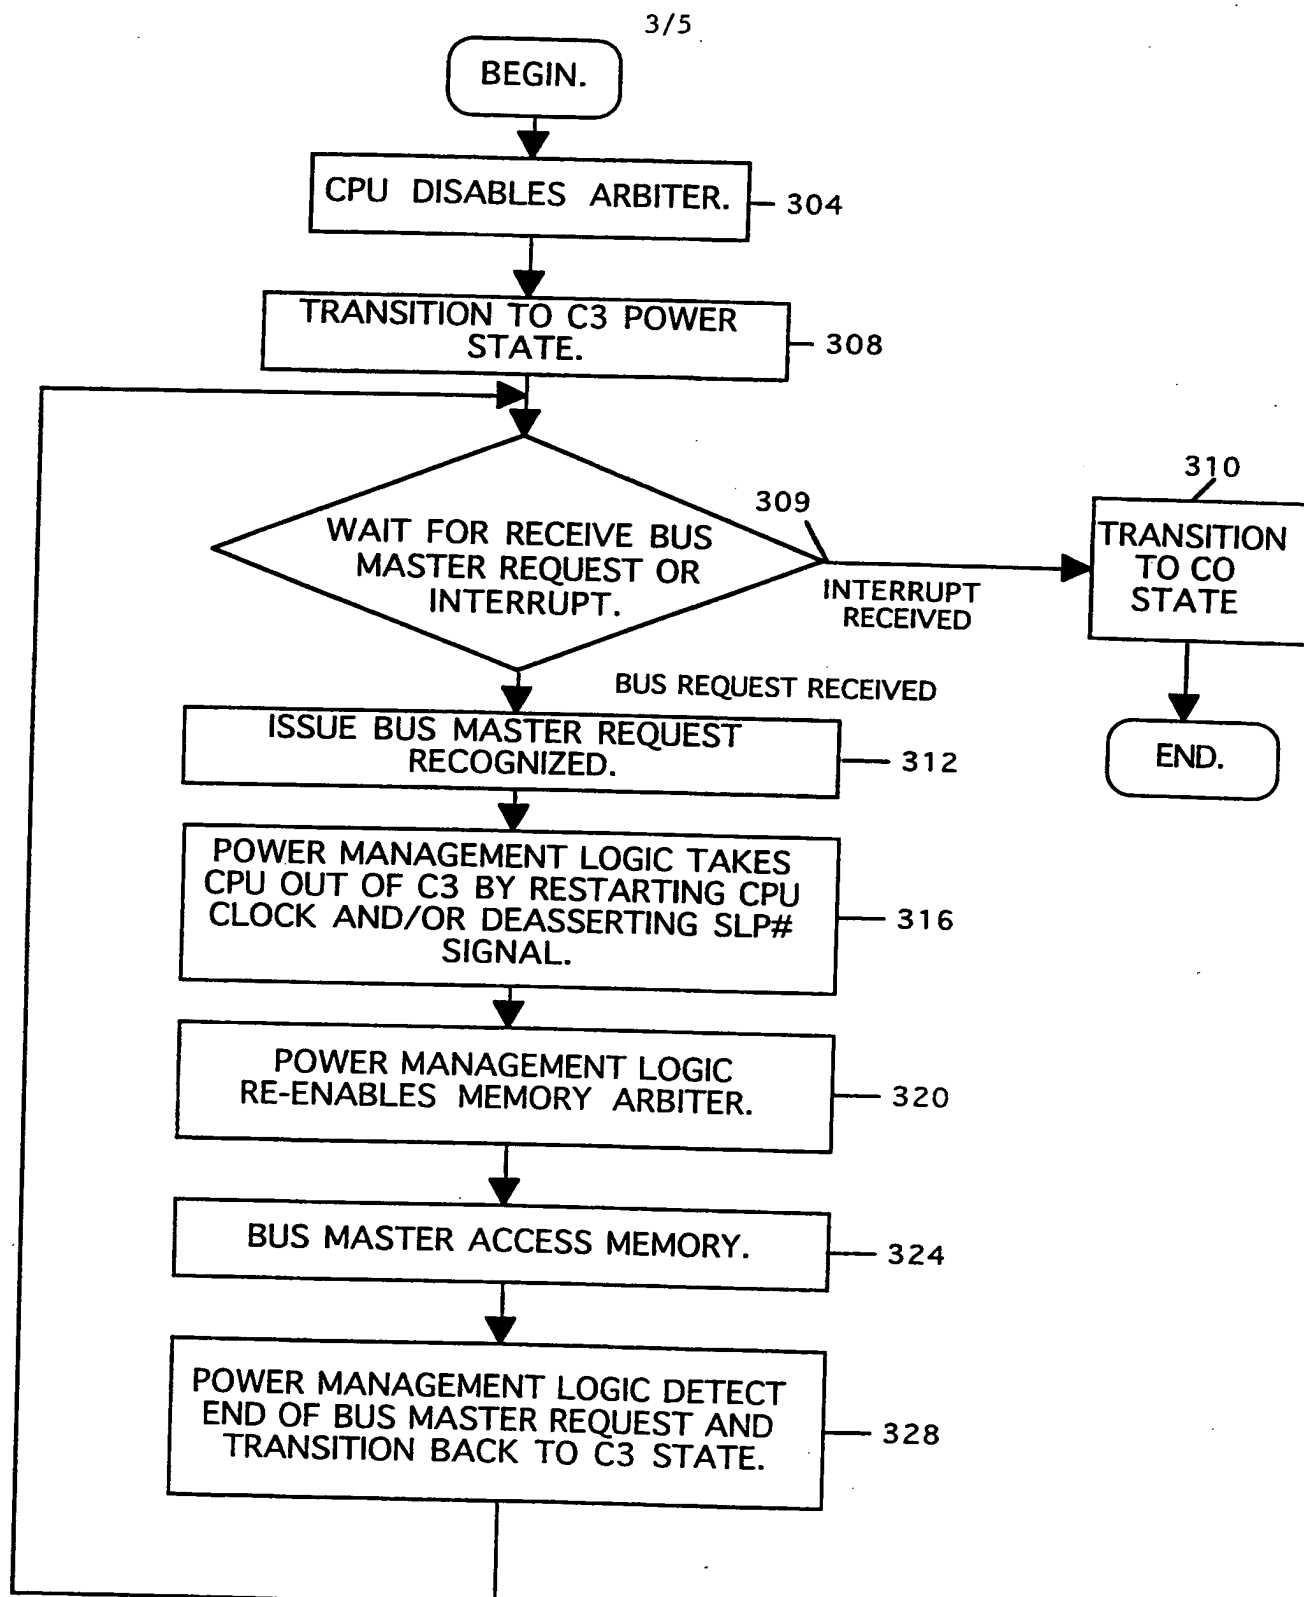 3/5
BEGIN.
CPU DISABLES ARBITER.
304
TRANSITION TO C3 POWER
STATE.
308
WAIT FOR RECEIVE BUS
MASTER REQUEST OR
INTERRUPT.
309
INTERRUPT
RECEIVED
310
TRANSITION
TO CO
STATE
END.
BUS REQUEST RECEIVED
ISSUE BUS MASTER REQUEST
RECOGNIZED.
312
POWER MANAGEMENT LOGIC TAKES
CPU OUT OF C3 BY RESTARTING CPU
CLOCK AND/OR DEASSERTING SLP#
SIGNAL.
316
POWER MANAGEMENT LOGIC
RE-ENABLES MEMORY ARBITER.
320
BUS MASTER ACCESS MEMORY.
324
POWER MANAGEMENT LOGIC DETECT
END OF BUS MASTER REQUEST AND
TRANSITION BACK TO C3 STATE.
328